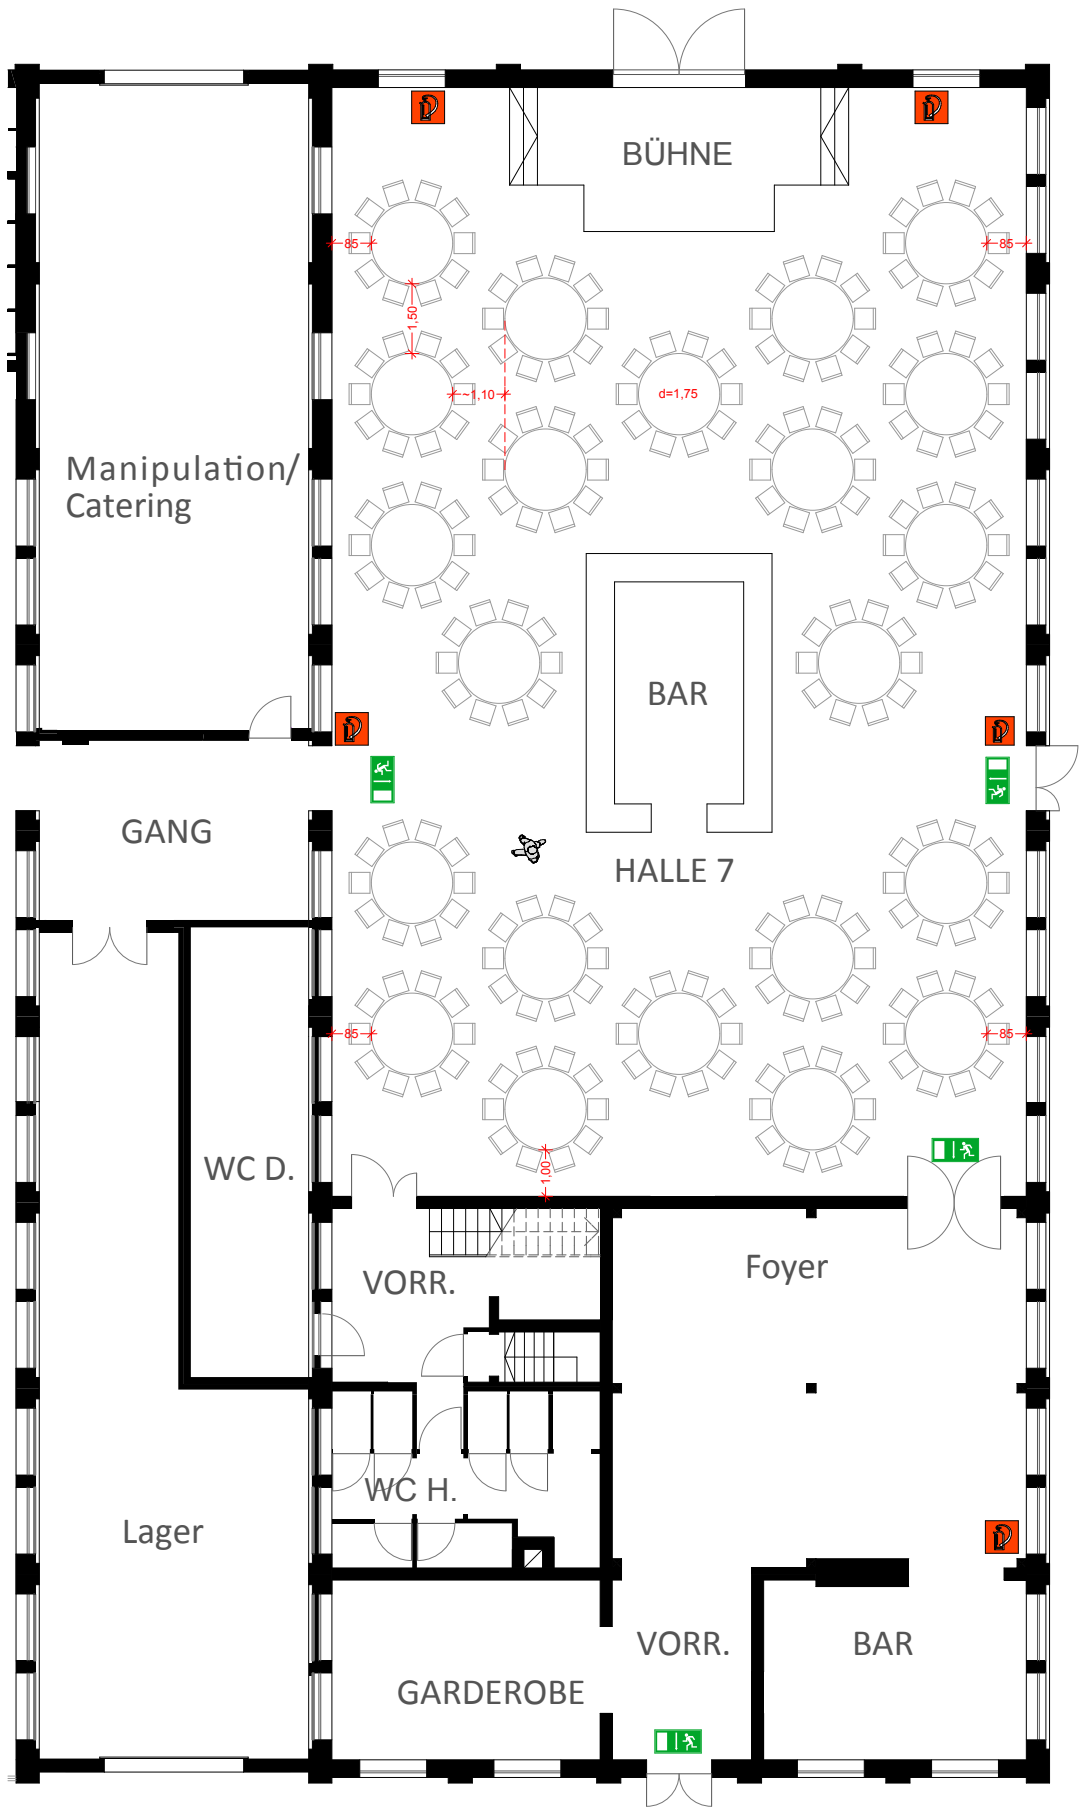 BÜHNE
85
85
1,50
~1,10
d=1,75
Manipulation/
Catering
BAR
GANG
HALLE 7
85
85
WC D.
1,00
VORR.
Foyer
WC H.
Lager
VORR.
BAR
GARDEROBE